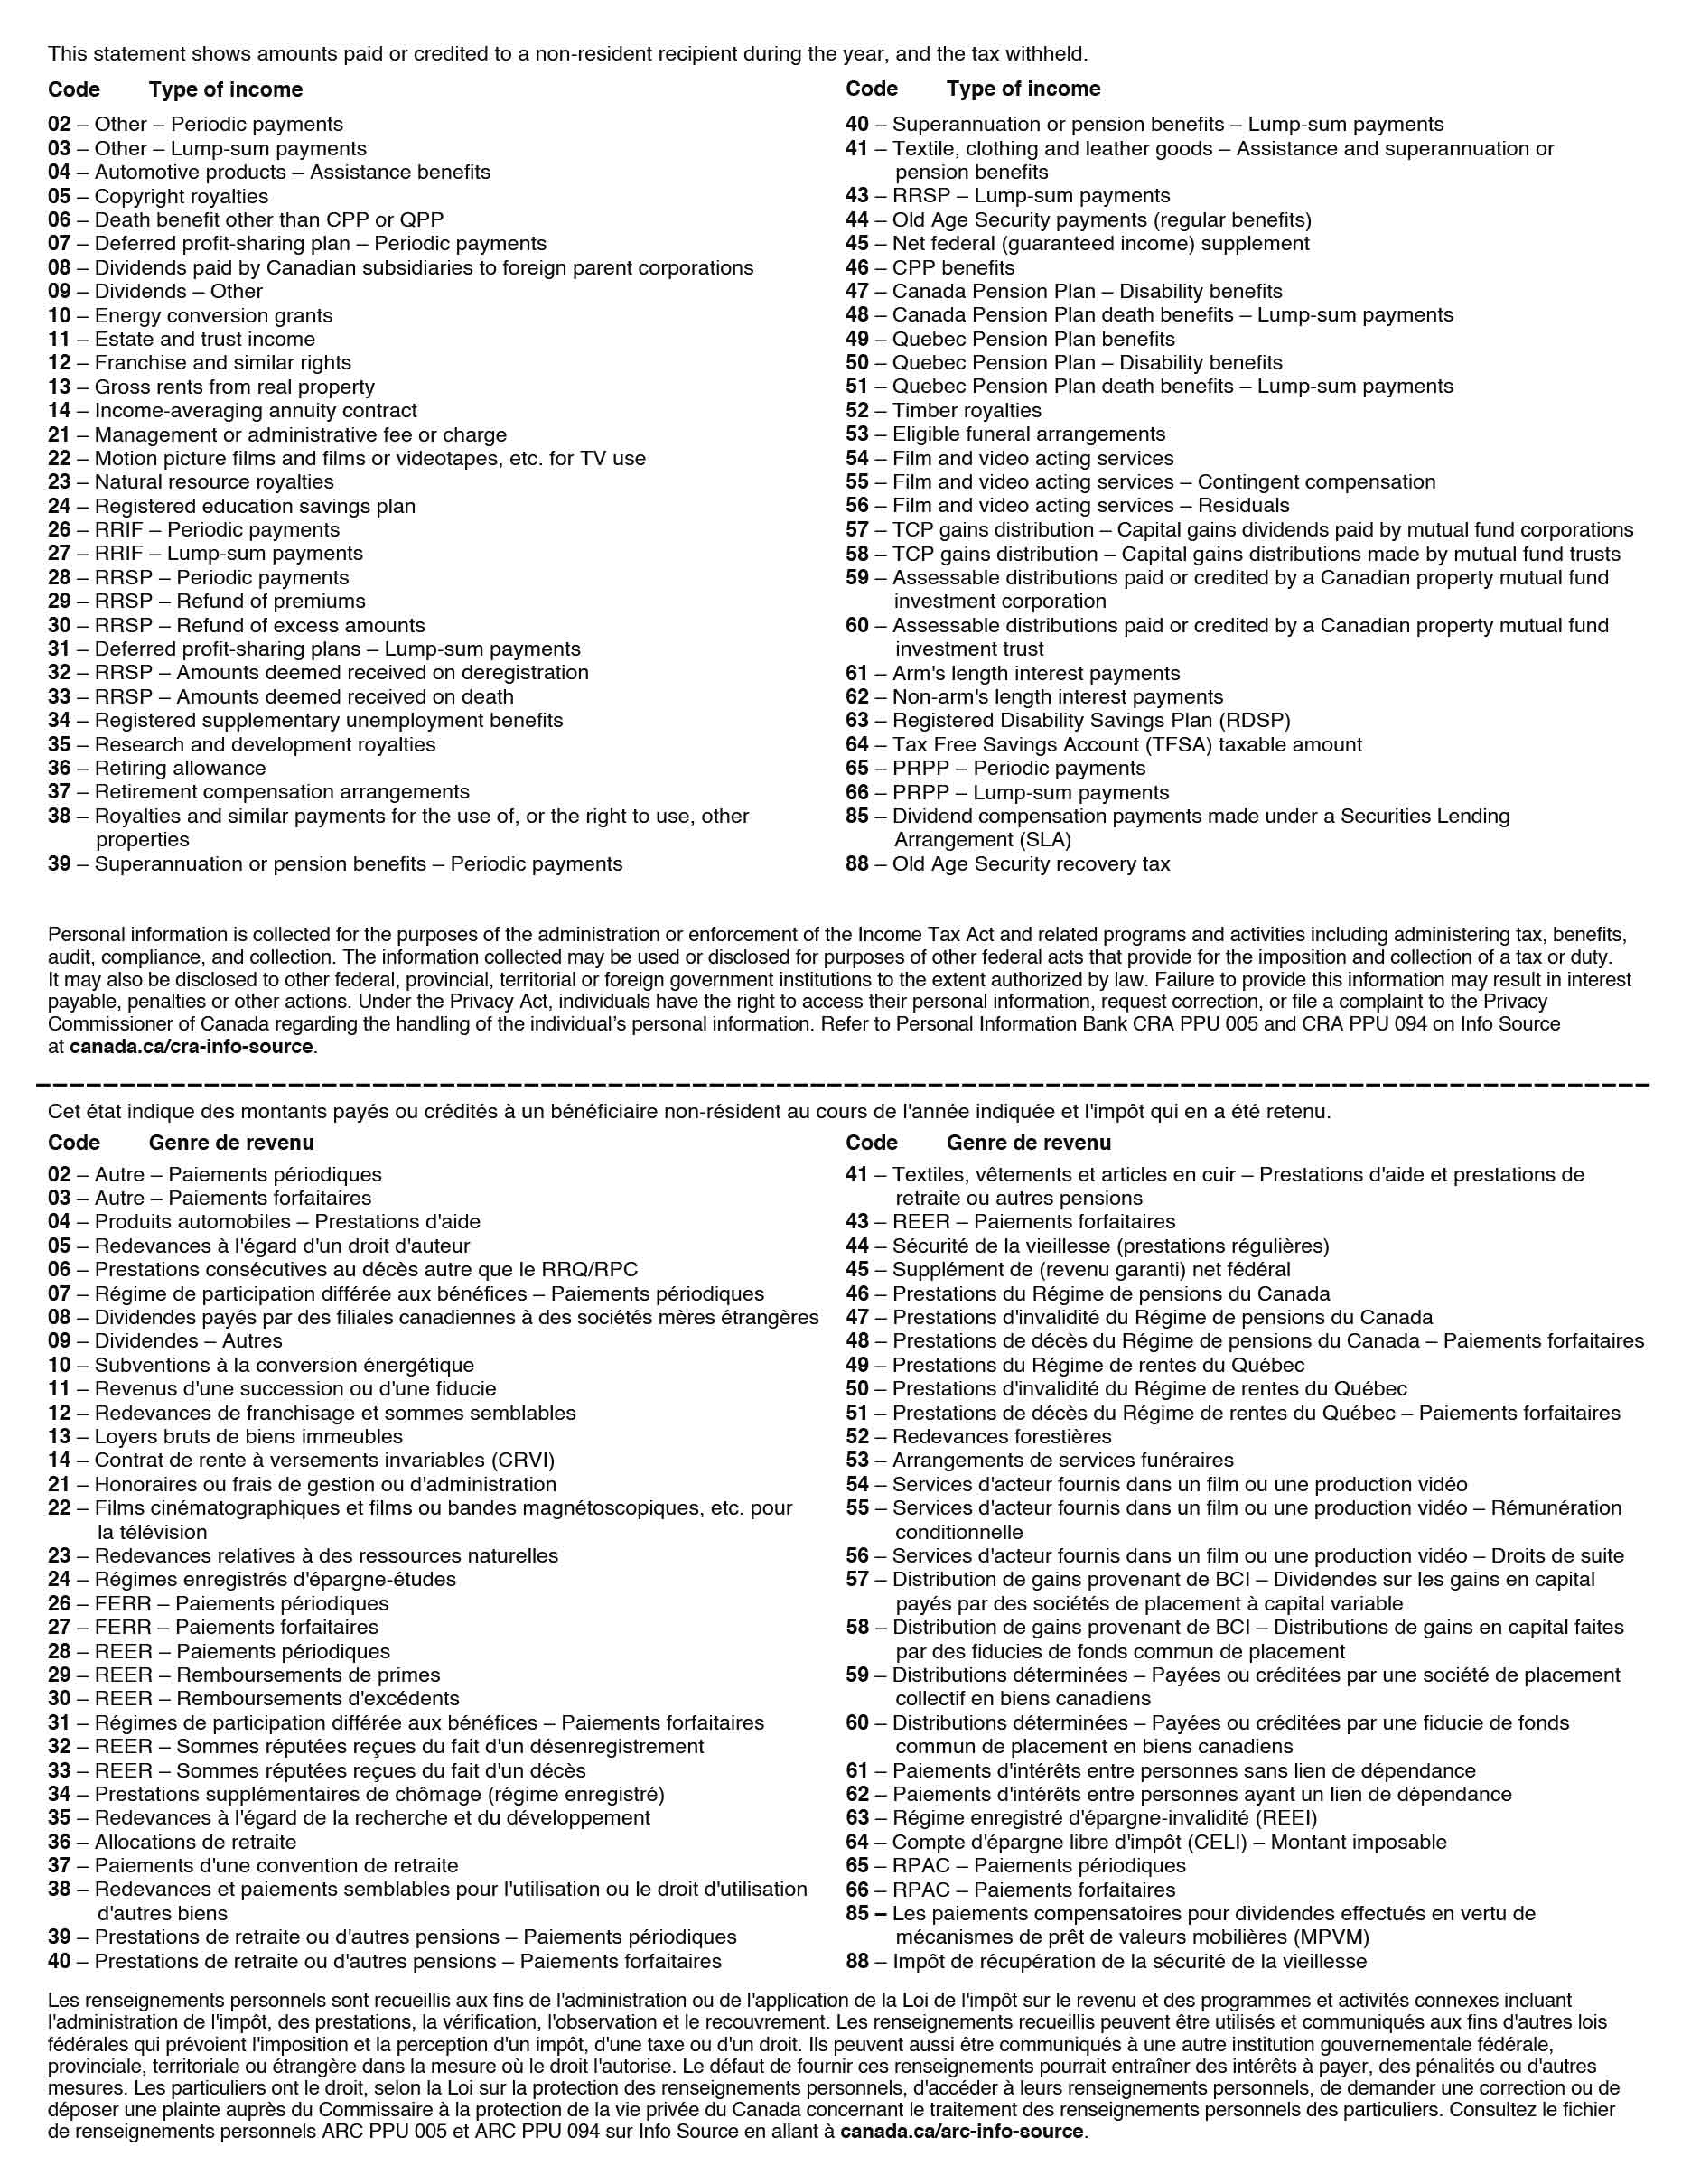 This statement shows amounts paid or credited to a non-resident recipient during the year, and the tax withheld.
Code Type of income
02 – Other – Periodic payments
03 – Other – Lump-sum payments
04 – Automotive products – Assistance benefits
05 – Copyright royalties
06 – Death benefit other than CPP or QPP
07 – Deferred profit-sharing plan – Periodic payments
08 – Dividends paid by Canadian subsidiaries to foreign parent corporations
09 – Dividends – Other
10 – Energy conversion grants
11 – Estate and trust income
12 – Franchise and similar rights
13 – Gross rents from real property
14 – Income-averaging annuity contract
21 – Management or administrative fee or charge
22 – Motion picture films and films or videotapes, etc. for TV use
23 – Natural resource royalties
24 – Registered education savings plan
26 – RRIF – Periodic payments
27 – RRIF – Lump-sum payments
28 – RRSP – Periodic payments
29 – RRSP – Refund of premiums
30 – RRSP – Refund of excess amounts
31 – Deferred profit-sharing plans – Lump-sum payments
32 – RRSP – Amounts deemed received on deregistration
33 – RRSP – Amounts deemed received on death
34 – Registered supplementary unemployment benefits
35 – Research and development royalties
36 – Retiring allowance
37 – Retirement compensation arrangements
38 – Royalties and similar payments for the use of, or the right to use, other
properties
39 – Superannuation or pension benefits – Periodic payments
Code Type of income
40 – Superannuation or pension benefits – Lump-sum payments
41 – Textile, clothing and leather goods – Assistance and superannuation or
pension benefits
43 – RRSP – Lump-sum payments
44 – Old Age Security payments (regular benefits)
45 – Net federal (guaranteed income) supplement
46 – CPP benefits
47 – Canada Pension Plan – Disability benefits
48 – Canada Pension Plan death benefits – Lump-sum payments
49 – Quebec Pension Plan benefits
50 – Quebec Pension Plan – Disability benefits
51 – Quebec Pension Plan death benefits – Lump-sum payments
52 – Timber royalties
53 – Eligible funeral arrangements
54 – Film and video acting services
55 – Film and video acting services – Contingent compensation
56 – Film and video acting services – Residuals
57 – TCP gains distribution – Capital gains dividends paid by mutual fund corporations
58 – TCP gains distribution – Capital gains distributions made by mutual fund trusts
59 – Assessable distributions paid or credited by a Canadian property mutual fund
investment corporation
60 – Assessable distributions paid or credited by a Canadian property mutual fund
investment trust
61 – Arm's length interest payments
62 – Non-arm's length interest payments
63 – Registered Disability Savings Plan (RDSP)
64 – Tax Free Savings Account (TFSA) taxable amount
65 – PRPP – Periodic payments
66 – PRPP – Lump-sum payments
85 – Dividend compensation payments made under a Securities Lending
Arrangement (SLA)
88 – Old Age Security recovery tax
Personal information is collected for the purposes of the administration or enforcement of the Income Tax Act and related programs and activities including administering tax, benefits,
audit, compliance, and collection. The information collected may be used or disclosed for purposes of other federal acts that provide for the imposition and collection of a tax or duty.
It may also be disclosed to other federal, provincial, territorial or foreign government institutions to the extent authorized by law. Failure to provide this information may result in interest
payable, penalties or other actions. Under the Privacy Act, individuals have the right to access their personal information, request correction, or file a complaint to the Privacy
Commissioner of Canada regarding the handling of the individual’s personal information. Refer to Personal Information Bank CRA PPU 005 and CRA PPU 094 on Info Source
at canada.ca/cra-info-source.
Cet état indique des montants payés ou crédités à un bénéficiaire non-résident au cours de l'année indiquée et l'impôt qui en a été retenu.
Code Genre de revenu
02 – Autre – Paiements périodiques
03 – Autre – Paiements forfaitaires
04 – Produits automobiles – Prestations d'aide
05 – Redevances à l'égard d'un droit d'auteur
06 – Prestations consécutives au décès autre que le RRQ/RPC
07 – Régime de participation différée aux bénéfices – Paiements périodiques
08 – Dividendes payés par des filiales canadiennes à des sociétés mères étrangères
09 – Dividendes – Autres
10 – Subventions à la conversion énergétique
11 – Revenus d'une succession ou d'une fiducie
12 – Redevances de franchisage et sommes semblables
13 – Loyers bruts de biens immeubles
14 – Contrat de rente à versements invariables (CRVI)
21 – Honoraires ou frais de gestion ou d'administration
22 – Films cinématographiques et films ou bandes magnétoscopiques, etc. pour
la télévision
23 – Redevances relatives à des ressources naturelles
24 – Régimes enregistrés d'épargne-études
26 – FERR – Paiements périodiques
27 – FERR – Paiements forfaitaires
28 – REER – Paiements périodiques
29 – REER – Remboursements de primes
30 – REER – Remboursements d'excédents
31 – Régimes de participation différée aux bénéfices – Paiements forfaitaires
32 – REER – Sommes réputées reçues du fait d'un désenregistrement
33 – REER – Sommes réputées reçues du fait d'un décès
34 – Prestations supplémentaires de chômage (régime enregistré)
35 – Redevances à l'égard de la recherche et du développement
36 – Allocations de retraite
37 – Paiements d'une convention de retraite
38 – Redevances et paiements semblables pour l'utilisation ou le droit d'utilisation
d'autres biens
39 – Prestations de retraite ou d'autres pensions – Paiements périodiques
40 – Prestations de retraite ou d'autres pensions – Paiements forfaitaires
Code Genre de revenu
41 – Textiles, vêtements et articles en cuir – Prestations d'aide et prestations de
retraite ou autres pensions
43 – REER – Paiements forfaitaires
44 – Sécurité de la vieillesse (prestations régulières)
45 – Supplément de (revenu garanti) net fédéral
46 – Prestations du Régime de pensions du Canada
47 – Prestations d'invalidité du Régime de pensions du Canada
48 – Prestations de décès du Régime de pensions du Canada – Paiements forfaitaires
49 – Prestations du Régime de rentes du Québec
50 – Prestations d'invalidité du Régime de rentes du Québec
51 – Prestations de décès du Régime de rentes du Québec – Paiements forfaitaires
52 – Redevances forestières
53 – Arrangements de services funéraires
54 – Services d'acteur fournis dans un film ou une production vidéo
55 – Services d'acteur fournis dans un film ou une production vidéo – Rémunération
conditionnelle
56 – Services d'acteur fournis dans un film ou une production vidéo – Droits de suite
57 – Distribution de gains provenant de BCI – Dividendes sur les gains en capital
payés par des sociétés de placement à capital variable
58 – Distribution de gains provenant de BCI – Distributions de gains en capital faites
par des fiducies de fonds commun de placement
59 – Distributions déterminées – Payées ou créditées par une société de placement
collectif en biens canadiens
60 – Distributions déterminées – Payées ou créditées par une fiducie de fonds
commun de placement en biens canadiens
61 – Paiements d'intérêts entre personnes sans lien de dépendance
62 – Paiements d'intérêts entre personnes ayant un lien de dépendance
63 – Régime enregistré d'épargne-invalidité (REEI)
64 – Compte d'épargne libre d'impôt (CELI) – Montant imposable
65 – RPAC – Paiements périodiques
66 – RPAC – Paiements forfaitaires
85 – Les paiements compensatoires pour dividendes effectués en vertu de
mécanismes de prêt de valeurs mobilières (MPVM)
88 – Impôt de récupération de la sécurité de la vieillesse
Les renseignements personnels sont recueillis aux fins de l'administration ou de l'application de la Loi de l'impôt sur le revenu et des programmes et activités connexes incluant
l'administration de l'impôt, des prestations, la vérification, l'observation et le recouvrement. Les renseignements recueillis peuvent être utilisés et communiqués aux fins d'autres lois
fédérales qui prévoient l'imposition et la perception d'un impôt, d'une taxe ou d'un droit. Ils peuvent aussi être communiqués à une autre institution gouvernementale fédérale,
provinciale, territoriale ou étrangère dans la mesure où le droit l'autorise. Le défaut de fournir ces renseignements pourrait entraîner des intérêts à payer, des pénalités ou d'autres
mesures. Les particuliers ont le droit, selon la Loi sur la protection des renseignements personnels, d'accéder à leurs renseignements personnels, de demander une correction ou de
déposer une plainte auprès du Commissaire à la protection de la vie privée du Canada concernant le traitement des renseignements personnels des particuliers. Consultez le fichier
de renseignements personnels ARC PPU 005 et ARC PPU 094 sur Info Source en allant à canada.ca/arc-info-source.